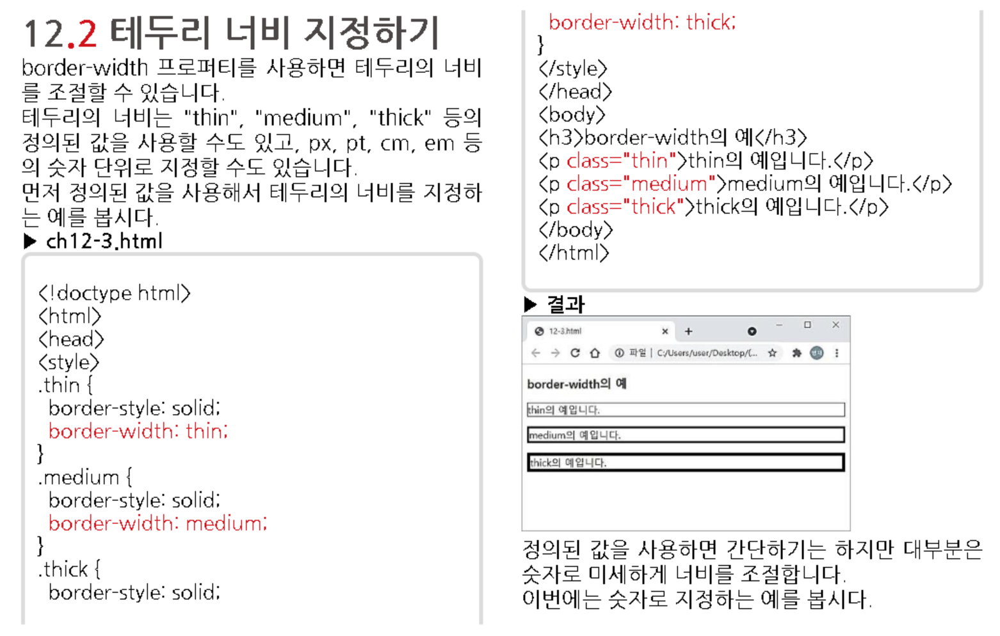 12.2 테두리 너비 지정하기
border-width 프로퍼티를 사용하면 테두리의 너비
를 조절할 수 있습니다.
테두리의 너비는 "thin", "medium", "thick" 등의
정의된 값을 사용할 수도 있고, px, pt, cm, em 등
의 숫자 단위로 지정할 수도 있습니다.
먼저 정의된 값을 사용해서 테두리의 너비를 지정하
는 예를 봅시다.
▶ ch12-3.html
<!doctype html>
<html>
<head>
<style>
.thin {
border-style: solid;
border-width: thin;
}
.medium {
border-style: solid;
border-width: medium;
}
.thick {
border-style: solid;
border-width: thick;
}
</style>
</head>
<body>
<h3>border-width의 예</h3>
<p class="thin">thin의 예입니다.</p>
<p class="medium">medium의 예입니다.</p>
<p class="thick">thick의 예입니다.</p>
</body>
</html>
▶ 결과
12-3.html
파일 | C:/Users/user/Desktop/(...
border-width의 예
thin의 예입니다.
medium의 예입니다.
thick의 예입니다.
정의된 값을 사용하면 간단하기는 하지만 대부분은
숫자로 미세하게 너비를 조절합니다.
이번에는 숫자로 지정하는 예를 봅시다.